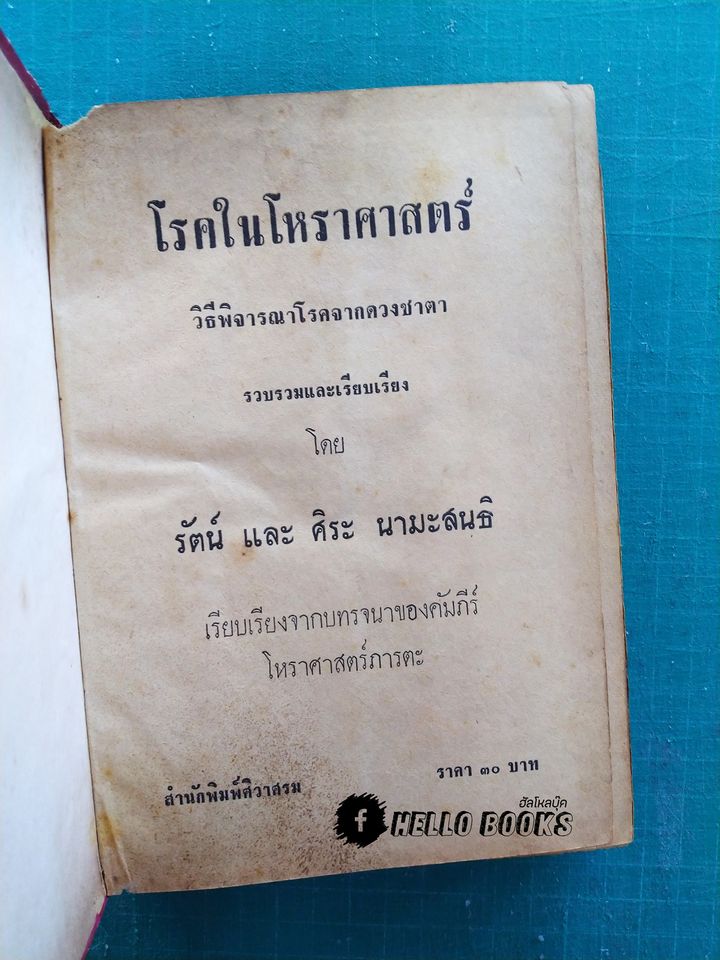 โรคในโหราศาสตร์
วิธีพิจารณาโรคจากดวงชาตา
รวบรวมและเรียบเรียง
โดย
รัตน์ และ ศิระ นามะสนธิ
เรียบเรียงจากบทรจนาของคัมภีร์
โหราศาสตร์ภารตะ
สำนักพิมพ์ศิวาศรม
ราคา ๓๐ บาท
ฮัลโหลบุ๊ค
f HELLO BOOKS